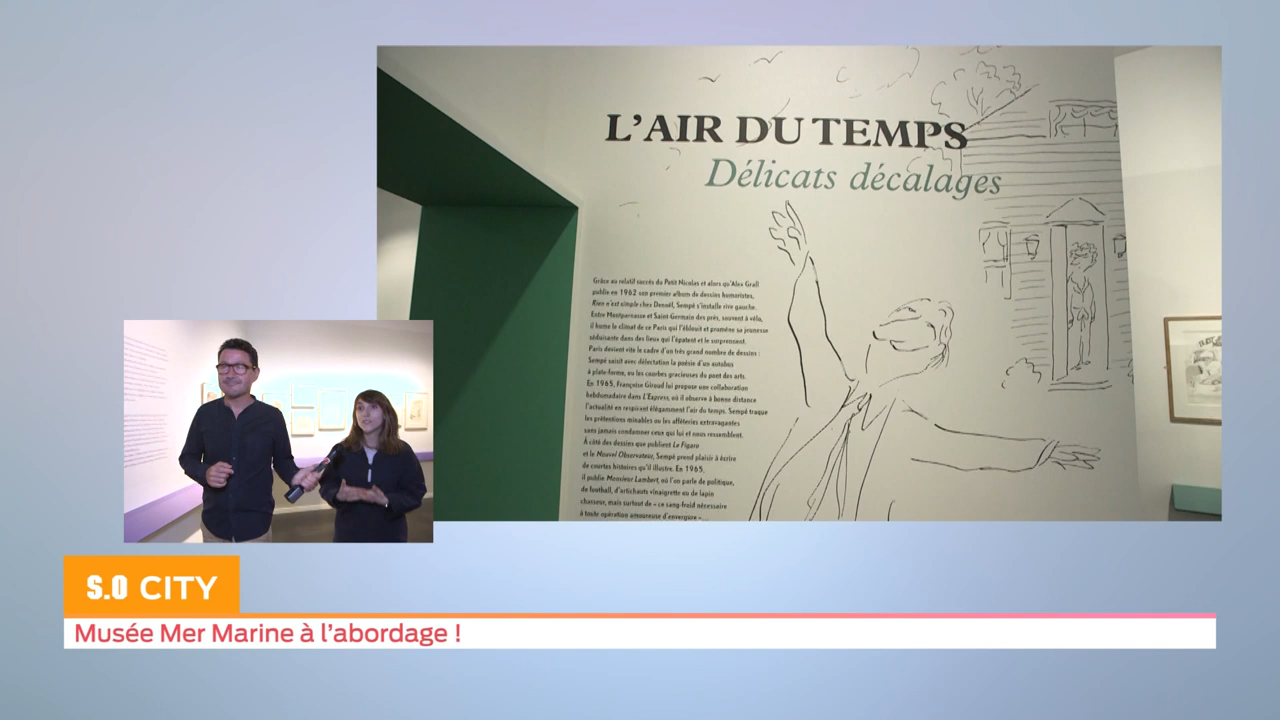 L'AIR DU TEMPS
Délicats décalages
Grâce au relatif succès du Petit Nicolas et alors qu'Alex Grall
publie en 1962 son premier album de dessins humoristes,
Rien n'est simple chez Denoël, Sempé s'installe rive gauche.
Entre Montparnasse et Saint-Germain des prés, souvent à vélo,
il hume le climat de ce Paris qui l'éblouit et promène sa jeunesse
séduisante dans des lieux qui l'épatent et le surprennent.
Paris devient vite le cadre d'un très grand nombre de dessins :
Sempé saisit avec délectation la poésie d'un autobus
à plate-forme, ou les courbes gracieuses du pont des arts.
En 1965, Françoise Giroud lui propose une collaboration
hebdomadaire dans L'Express, où il observe à bonne distance
l'actualité en respirant élégamment l'air du temps. Sempé traque
les prétentions minables ou les afféteries extravagantes
sans jamais condamner ceux qui lui et nous ressemblent.
À côté des dessins que publient Le Figaro
et le Nouvel Observateur, Sempé prend plaisir à écrire
de courtes histoires qu'il illustre. En 1965,
il publie Monsieur Lambert, où l'on parle de politique,
de football, d'artichauts vinaigrette ou de lapin
chasseur, mais surtout de « ce sang-froid nécessaire
à toute opération amoureuse d'envergure »...
S.O CITY
Musée Mer Marine à l'abordage !